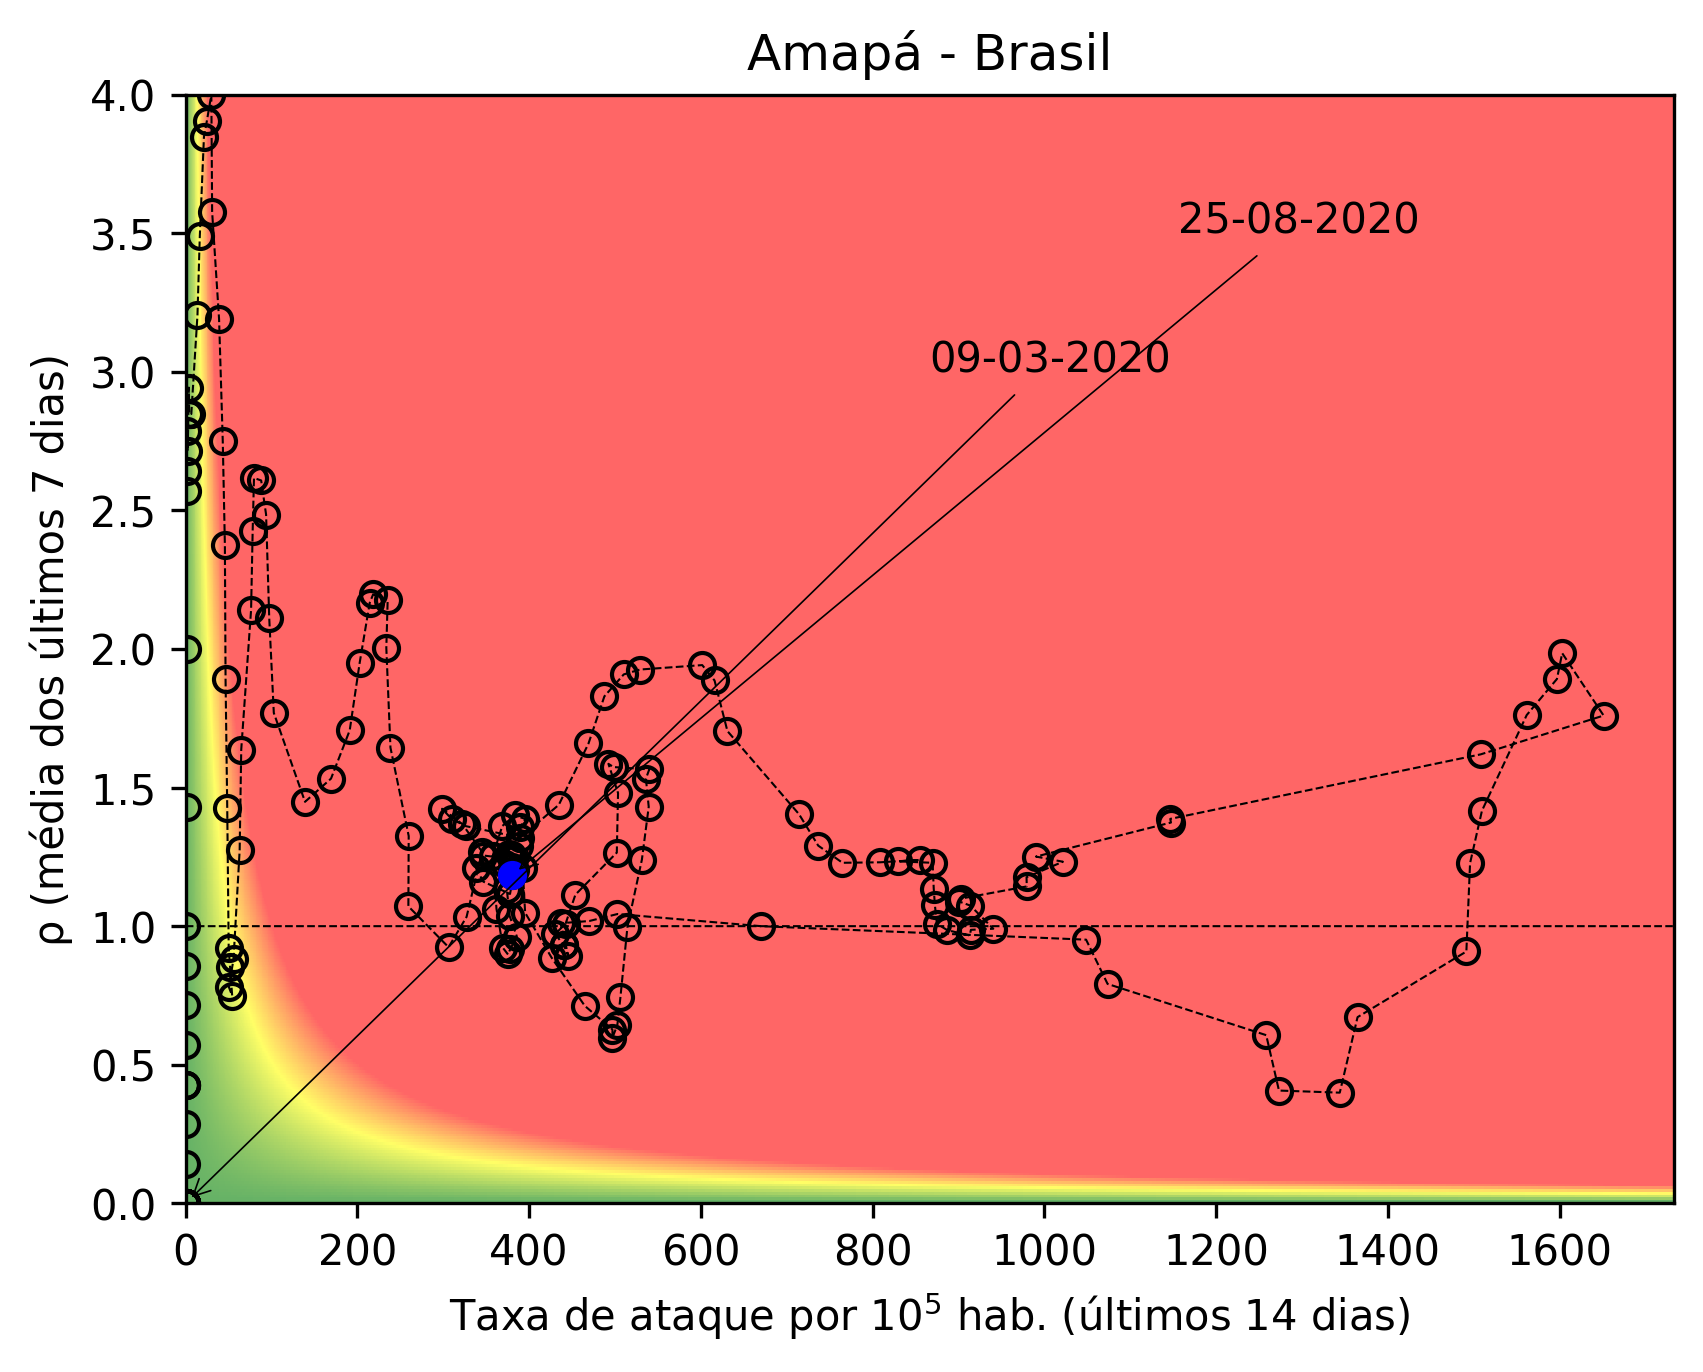 Amapá - Brasil
4.0
3.5
3.0
2.5
2.0
1.5
1.0
0.5
0.0
ρ (média dos últimos 7 dias)
25-08-2020
09-03-2020
0 200 400 600 800 1000 1200 1400 1600
Taxa de ataque por 10⁵ hab. (últimos 14 dias)